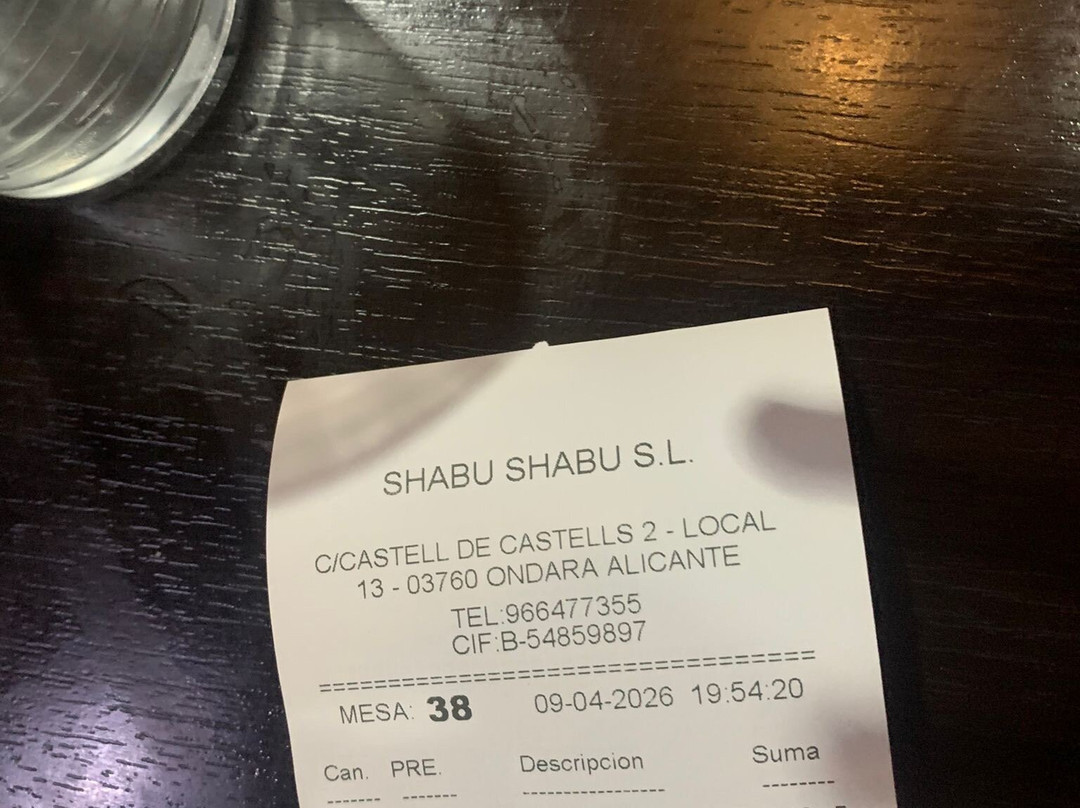 SHABU SHABU S.L.
C/CASTELL DE CASTELLS 2 - LOCAL
13 - 03760 ONDARA ALICANTE
TEL:966477355
CIF:B-54859897
===================================
MESA: 38 09-04-2026 19:54:20
Can. PRE. Descripcion Suma
------- ------- ----------------- ---------